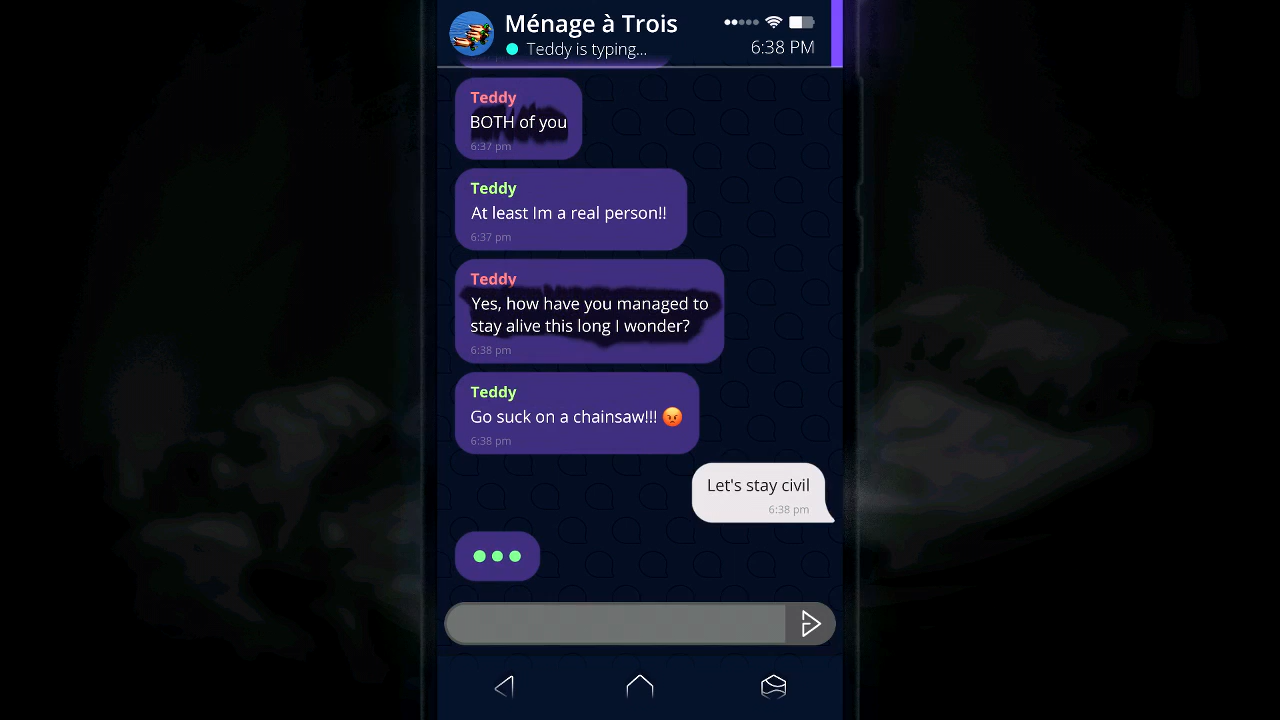 Ménage à Trois
Teddy is typing...
6:38 PM
Teddy
BOTH of you
6:37 pm
Teddy
At least Im a real person!!
6:37 pm
Teddy
Yes, how have you managed to
stay alive this long I wonder?
6:38 pm
Teddy
Go suck on a chainsaw!!! 😡
6:38 pm
Let's stay civil
6:38 pm